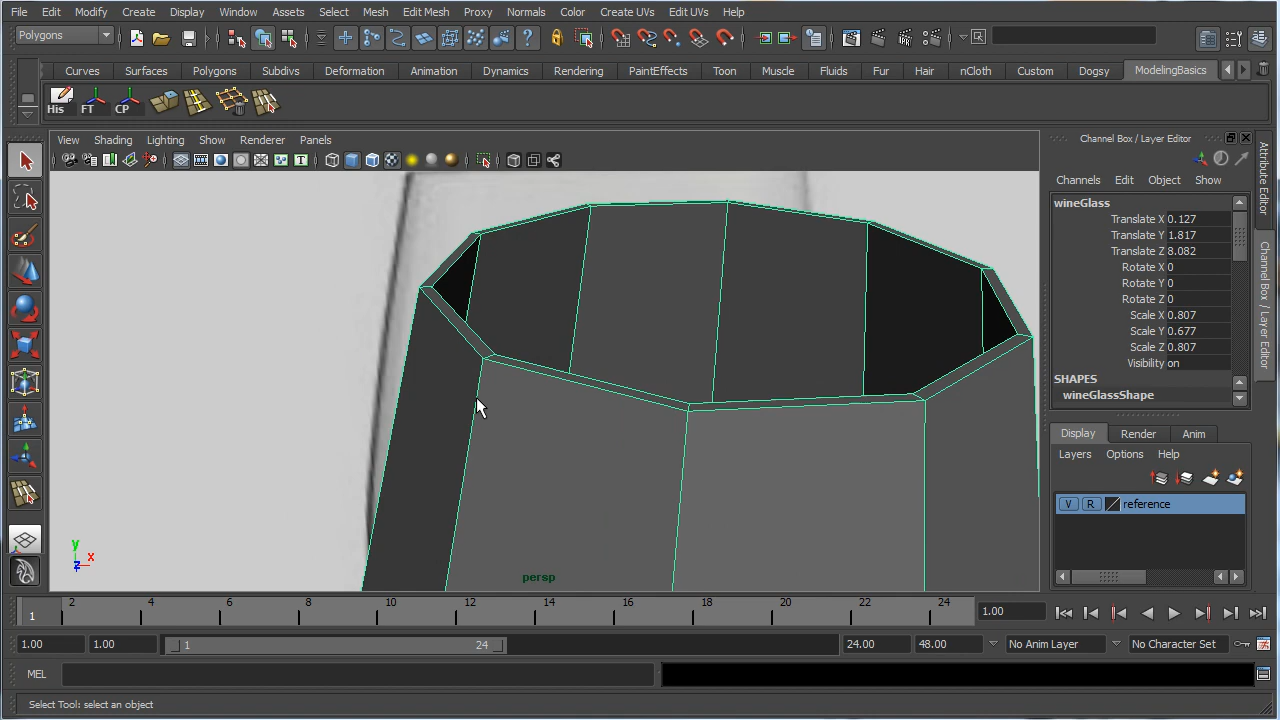 File Edit Modify Create Display Window Assets Select Mesh Edit Mesh Proxy Normals Color Create UVs Edit UVs Help
Polygons
Curves Surfaces Polygons Subdivs Deformation Animation Dynamics Rendering PaintEffects Toon Muscle Fluids Fur Hair nCloth Custom Dogsy ModelingBasics
His FT CP
View Shading Lighting Show Renderer Panels
Channel Box / Layer Editor
Channels Edit Object Show
wineGlass
Translate X 0.127
Translate Y 1.817
Translate Z 8.082
Rotate X 0
Rotate Y 0
Rotate Z 0
Scale X 0.807
Scale Y 0.677
Scale Z 0.807
Visibility on
SHAPES
wineGlassShape
Attribute Editor
Channel Box / Layer Editor
Display Render Anim
Layers Options Help
V R reference
y
x
z
persp
1 2 4 6 8 10 12 14 16 18 20 22 24 1.00
1.00 1.00 1 24 24.00 48.00 No Anim Layer No Character Set
MEL
Select Tool: select an object